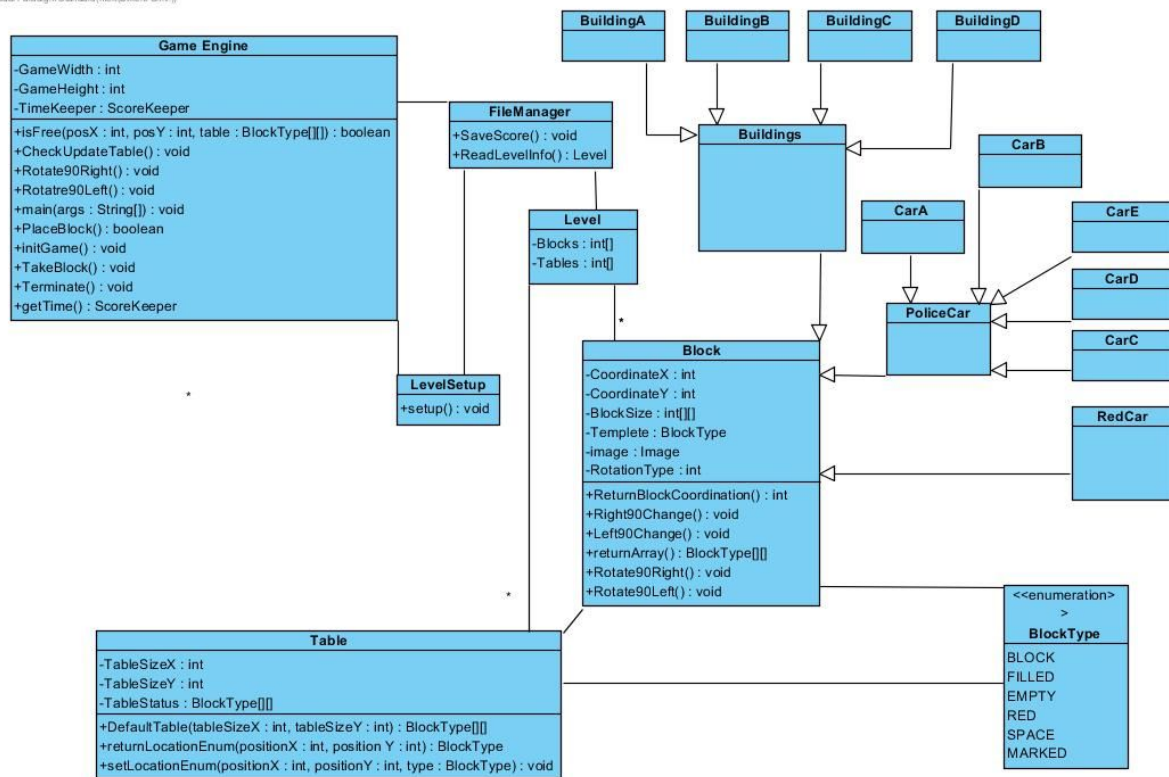 Game Engine
-GameWidth : int
-GameHeight : int
-TimeKeeper : ScoreKeeper
+isFree(posX : int, posY : int, table : BlockType[][]) : boolean
+CheckUpdateTable() : void
+Rotate90Right() : void
+Rotatre90Left() : void
+main(args : String[]) : void
+PlaceBlock() : boolean
+initGame() : void
+TakeBlock() : void
+Terminate() : void
+getTime() : ScoreKeeper
FileManager
+SaveScore() : void
+ReadLevelInfo() : Level
BuildingA
BuildingB
BuildingC
BuildingD
Buildings
CarB
CarA
CarE
CarD
CarC
PoliceCar
RedCar
Level
-Blocks : int[]
-Tables : int[]
*
LevelSetup
+setup() : void
*
Block
-CoordinateX : int
-CoordinateY : int
-BlockSize : int[][]
-Templete : BlockType
-image : Image
-RotationType : int
+ReturnBlockCoordination() : int
+Right90Change() : void
+Left90Change() : void
+returnArray() : BlockType[][]
+Rotate90Right() : void
+Rotate90Left() : void
*
<<enumeration>
>
BlockType
BLOCK
FILLED
EMPTY
RED
SPACE
MARKED
Table
-TableSizeX : int
-TableSizeY : int
-TableStatus : BlockType[][]
+DefaultTable(tableSizeX : int, tableSizeY : int) : BlockType[][]
+returnLocationEnum(positionX : int, position Y : int) : BlockType
+setLocationEnum(positionX : int, positionY : int, type : BlockType) : void